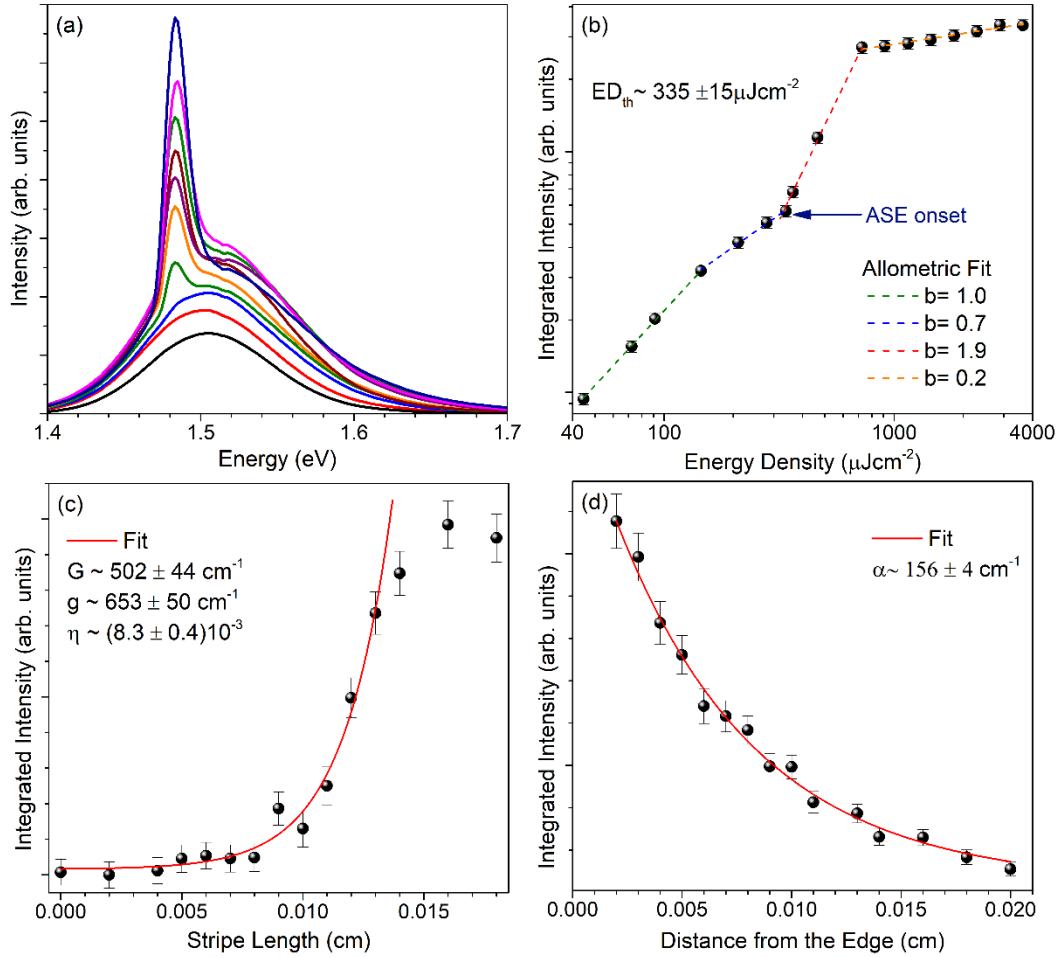 (a)
Intensity (arb. units)
1.4
1.5
1.6
1.7
Energy (eV)
(b)
ED_th~ 335 ±15μJcm⁻²
ASE onset
Allometric Fit
b= 1.0
b= 0.7
b= 1.9
b= 0.2
Integrated Intensity (arb. units)
40
100
1000
4000
Energy Density (μJcm⁻²)
(c)
Fit
G ~ 502 ± 44 cm⁻¹
g ~ 653 ± 50 cm⁻¹
η ~ (8.3 ± 0.4)10⁻³
Integrated Intensity (arb. units)
0.000
0.005
0.010
0.015
Stripe Length (cm)
(d)
Fit
α~ 156 ± 4 cm⁻¹
Integrated Intensity (arb. units)
0.000
0.005
0.010
0.015
0.020
Distance from the Edge (cm)